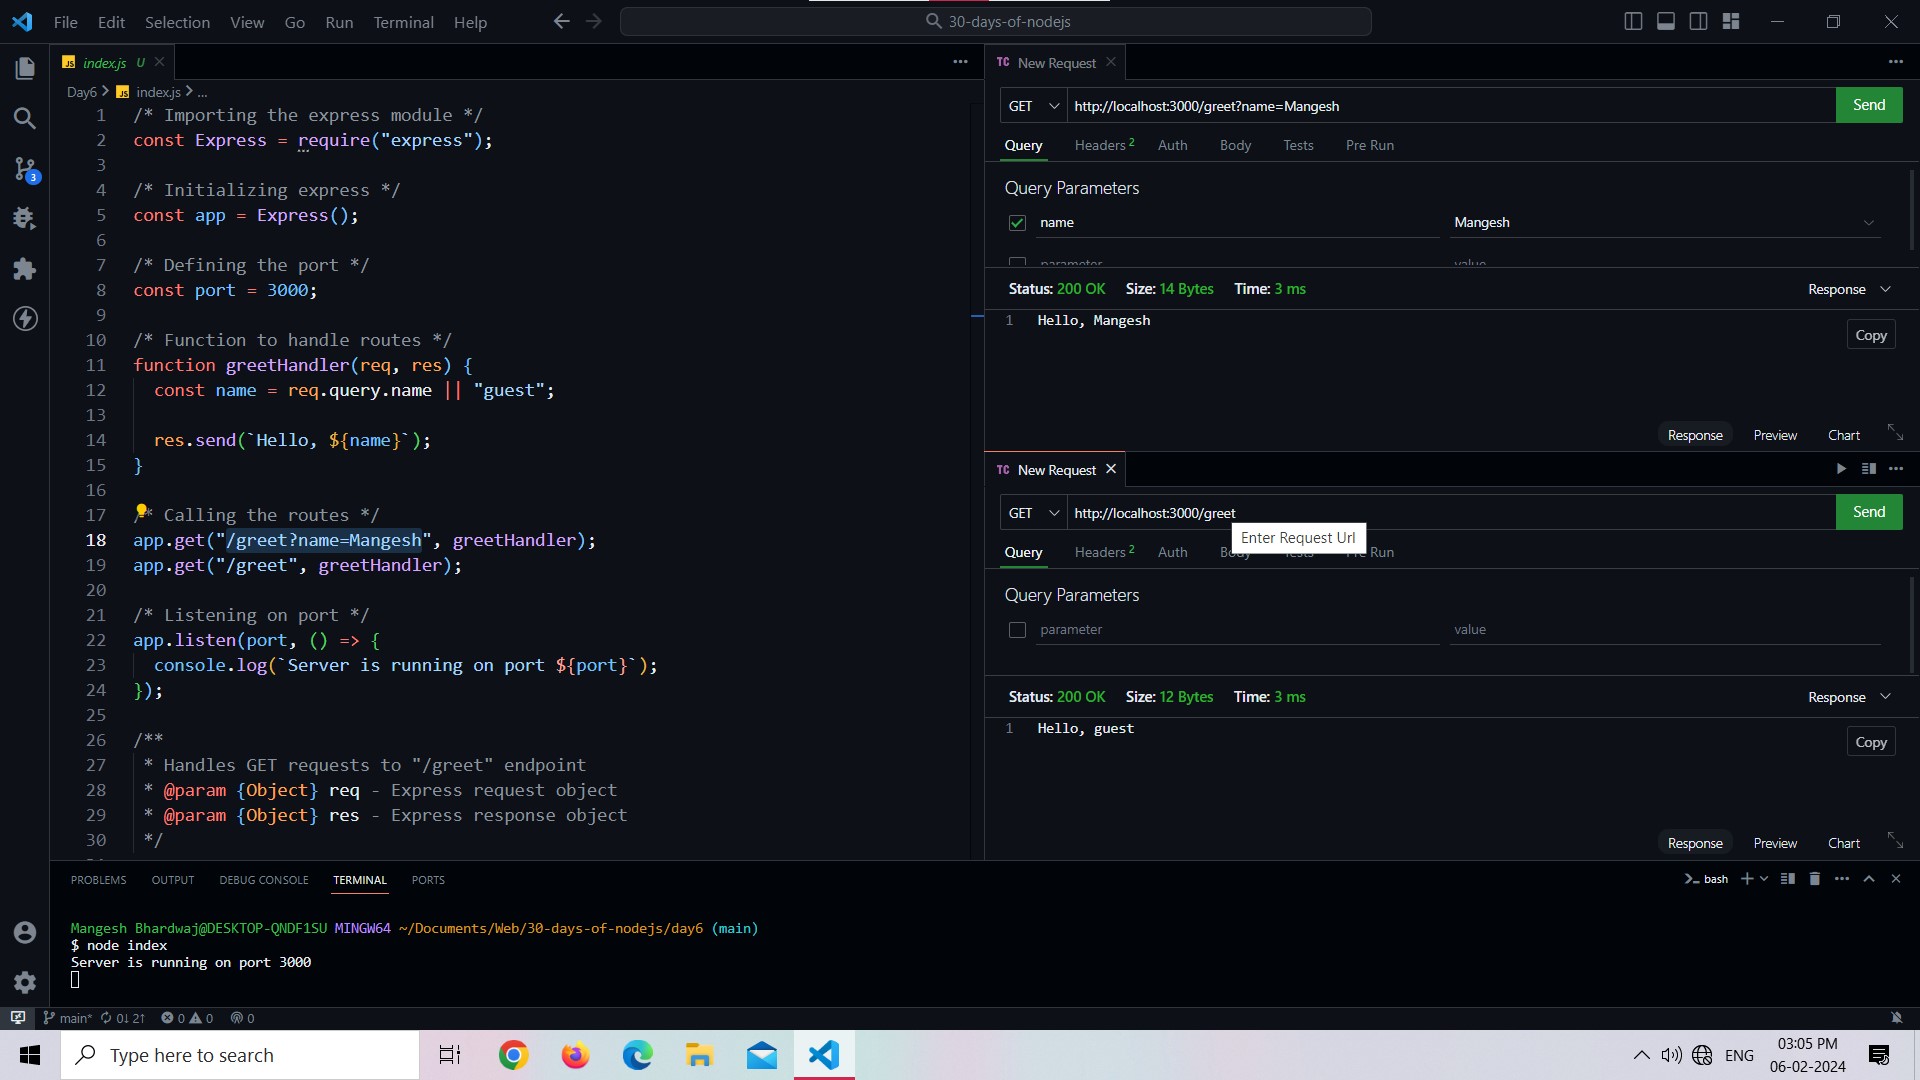 File Edit Selection View Go Run Terminal Help
30-days-of-nodejs
JS index.js U
Day6 > JS index.js > ...
1 /* Importing the express module */
2 const Express = require("express");
3
4 /* Initializing express */
5 const app = Express();
6
7 /* Defining the port */
8 const port = 3000;
9
10 /* Function to handle routes */
11 function greetHandler(req, res) {
12 const name = req.query.name || "guest";
13
14 res.send(`Hello, ${name}`);
15 }
16
17 /* Calling the routes */
18 app.get("/greet?name=Mangesh", greetHandler);
19 app.get("/greet", greetHandler);
20
21 /* Listening on port */
22 app.listen(port, () => {
23 console.log(`Server is running on port ${port}`);
24 });
25
26 /**
27 * Handles GET requests to "/greet" endpoint
28 * @param {Object} req - Express request object
29 * @param {Object} res - Express response object
30 */
TC New Request
GET http://localhost:3000/greet?name=Mangesh Send
Query Headers 2 Auth Body Tests Pre Run
Query Parameters
name Mangesh
parameter value
Status: 200 OK Size: 14 Bytes Time: 3 ms Response
1 Hello, Mangesh
Copy
Response Preview Chart
TC New Request
GET http://localhost:3000/greet Send
Enter Request Url
Query Headers 2 Auth Body Tests Pre Run
Query Parameters
parameter value
Status: 200 OK Size: 12 Bytes Time: 3 ms Response
1 Hello, guest
Copy
Response Preview Chart
PROBLEMS OUTPUT DEBUG CONSOLE TERMINAL PORTS
bash
Mangesh Bhardwaj@DESKTOP-QNDF1SU MINGW64 ~/Documents/Web/30-days-of-nodejs/day6 (main)
$ node index
Server is running on port 3000
3
main* 0↓ 2↑ 0 0 0
Type here to search
ENG
03:05 PM
06-02-2024